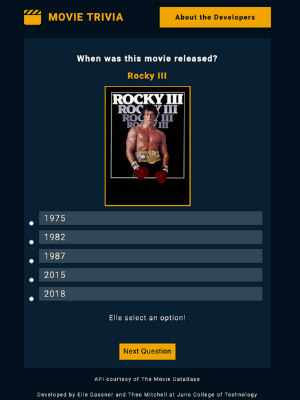 MOVIE TRIVIA
About the Developers
When was this movie released?
Rocky III
ROCKY III
ROCKY III
ROCKY III
ROCKY III
1975
1982
1987
2015
2018
Elle select an option!
Next Question
API courtesy of The Movie DataBase
Developed by Elle Gassner and Theo Mitchell at Juno College of Technology